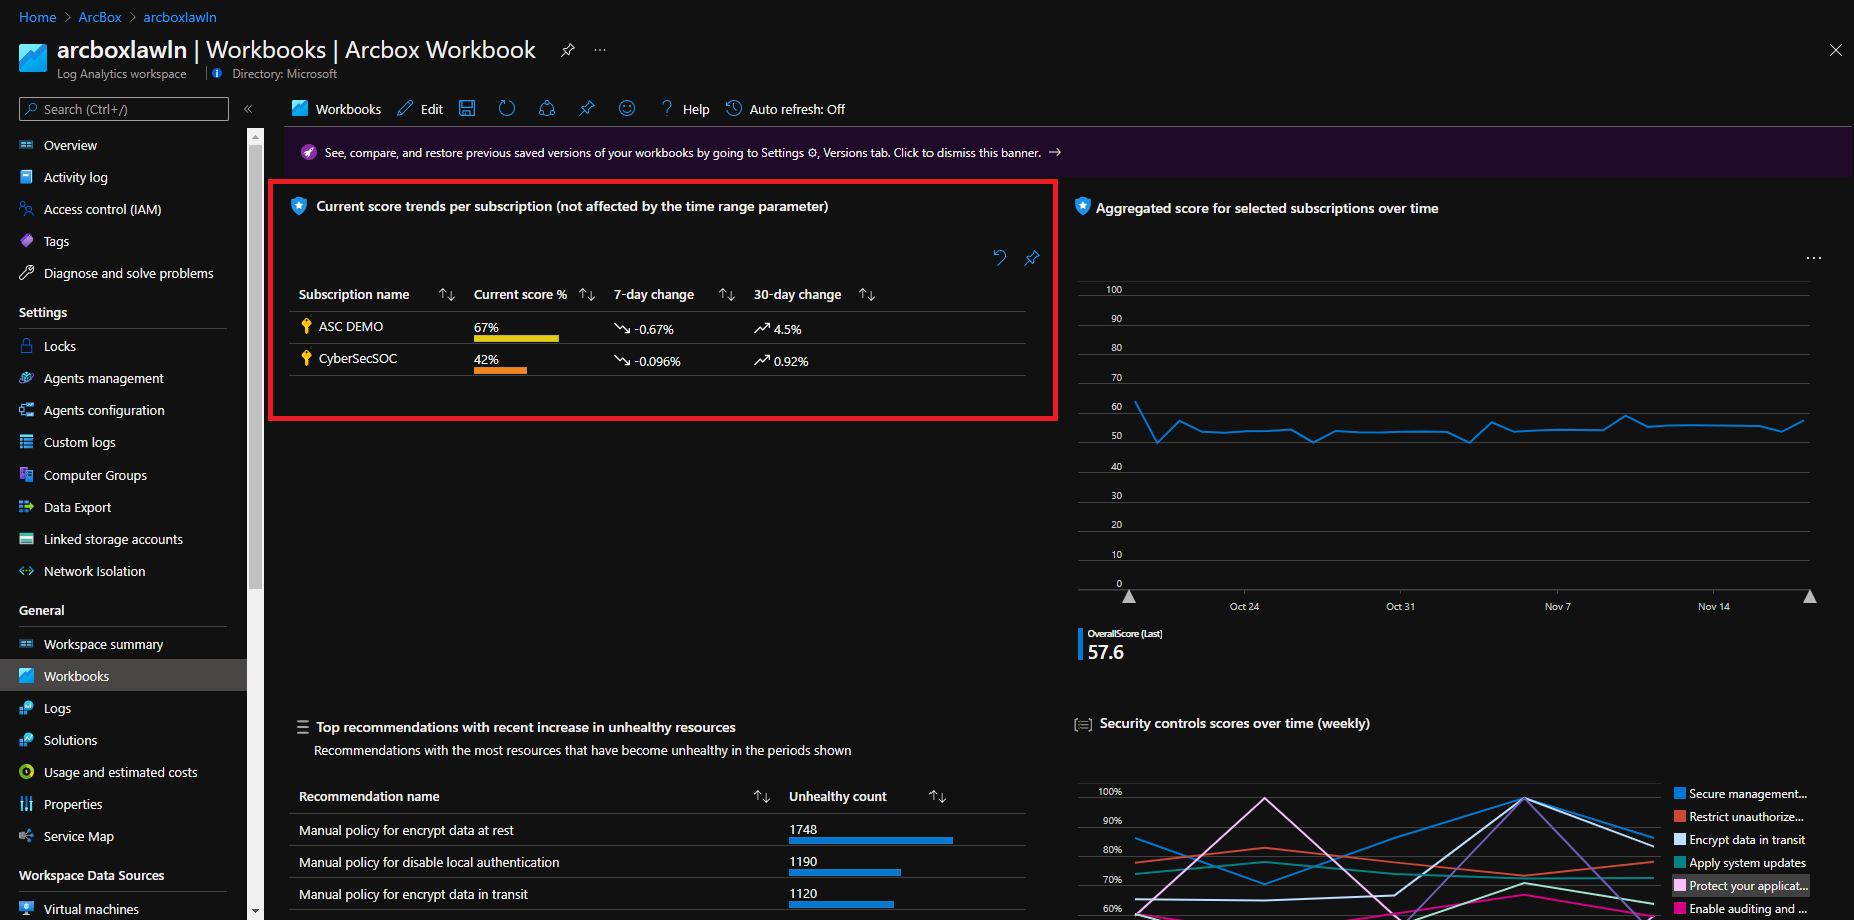 Home > ArcBox > arcboxlawln
arcboxlawln | Workbooks | Arcbox Workbook
Log Analytics workspace
Directory: Microsoft
Search (Ctrl+/)
Overview
Activity log
Access control (IAM)
Tags
Diagnose and solve problems
Settings
Locks
Agents management
Agents configuration
Custom logs
Computer Groups
Data Export
Linked storage accounts
Network Isolation
General
Workspace summary
Workbooks
Logs
Solutions
Usage and estimated costs
Properties
Service Map
Workspace Data Sources
Virtual machines
Workbooks Edit Help Auto refresh: Off
See, compare, and restore previous saved versions of your workbooks by going to Settings ⚙, Versions tab. Click to dismiss this banner. →
Current score trends per subscription (not affected by the time range parameter)
Subscription name Current score % 7-day change 30-day change
ASC DEMO 67% -0.67% 4.5%
CyberSecSOC 42% -0.096% 0.92%
Aggregated score for selected subscriptions over time
100
90
80
70
60
50
40
30
20
10
0
Oct 24 Oct 31 Nov 7 Nov 14
OverallScore (Last)
57.6
Top recommendations with recent increase in unhealthy resources
Recommendations with the most resources that have become unhealthy in the periods shown
Recommendation name Unhealthy count
Manual policy for encrypt data at rest 1748
Manual policy for disable local authentication 1190
Manual policy for encrypt data in transit 1120
Security controls scores over time (weekly)
100%
90%
80%
70%
60%
Secure management...
Restrict unauthorize...
Encrypt data in transit
Apply system updates
Protect your applicat...
Enable auditing and ...